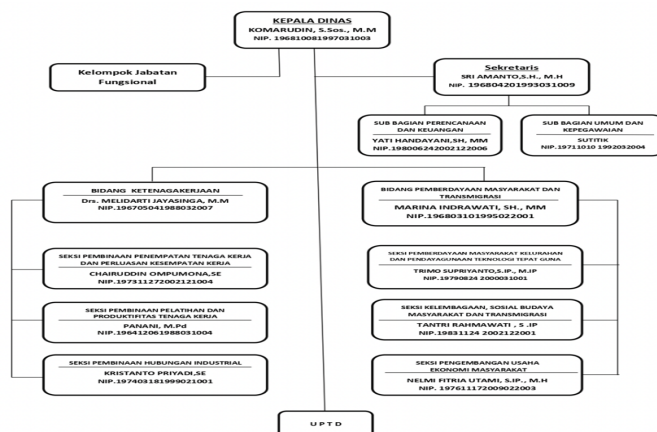 KEPALA DINAS
KOMARUDIN, S.Sos., M.M
NIP. 196810081997031003
Kelompok Jabatan
Fungsional
Sekretaris
SRI AMANTO,S.H., M.H
NIP. 196804201993031009
SUB BAGIAN PERENCANAAN
DAN KEUANGAN
YATI HANDAYANI,SH, MM
NIP.198006242002122006
SUB BAGIAN UMUM DAN
KEPEGAWAIAN
SUTITIK
NIP.19711010 1992032004
BIDANG KETENAGAKERJAAN
Drs. MELIDARTI JAYASINGA, M.M
NIP.196705041988032007
BIDANG PEMBERDAYAAN MASYARAKAT DAN
TRANSMIGRASI
MARINA INDRAWATI, SH., MM
NIP.196803101995022001
SEKSI PEMBINAAN PENEMPATAN TENAGA KERJA
DAN PERLUASAN KESEMPATAN KERJA
CHAIRUDDIN OMPUMONA,SE
NIP.197311272002121004
SEKSI PEMBERDAYAAN MASYARAKAT KELURAHAN
DAN PENDAYAGUNAAN TEKNOLOGI TEPAT GUNA
TRIMO SUPRIYANTO,S.IP., M.IP
NIP.19790824 2000031001
SEKSI PEMBINAAN PELATIHAN DAN
PRODUKTIFITAS TENAGA KERJA
PANANI, M.Pd
NIP.196412061988031004
SEKSI KELEMBAGAAN, SOSIAL BUDAYA
MASYARAKAT DAN TRANSMIGRASI
TANTRI RAHMAWATI , S .IP
NIP.19831124 2002122001
SEKSI PEMBINAAN HUBUNGAN INDUSTRIAL
KRISTANTO PRIYADI,SE
NIP.197403181999021001
SEKSI PENGEMBANGAN USAHA
EKONOMI MASYARAKAT
NELMI FITRIA UTAMI, S.IP., M.H
NIP. 197611172009022003
U P T D